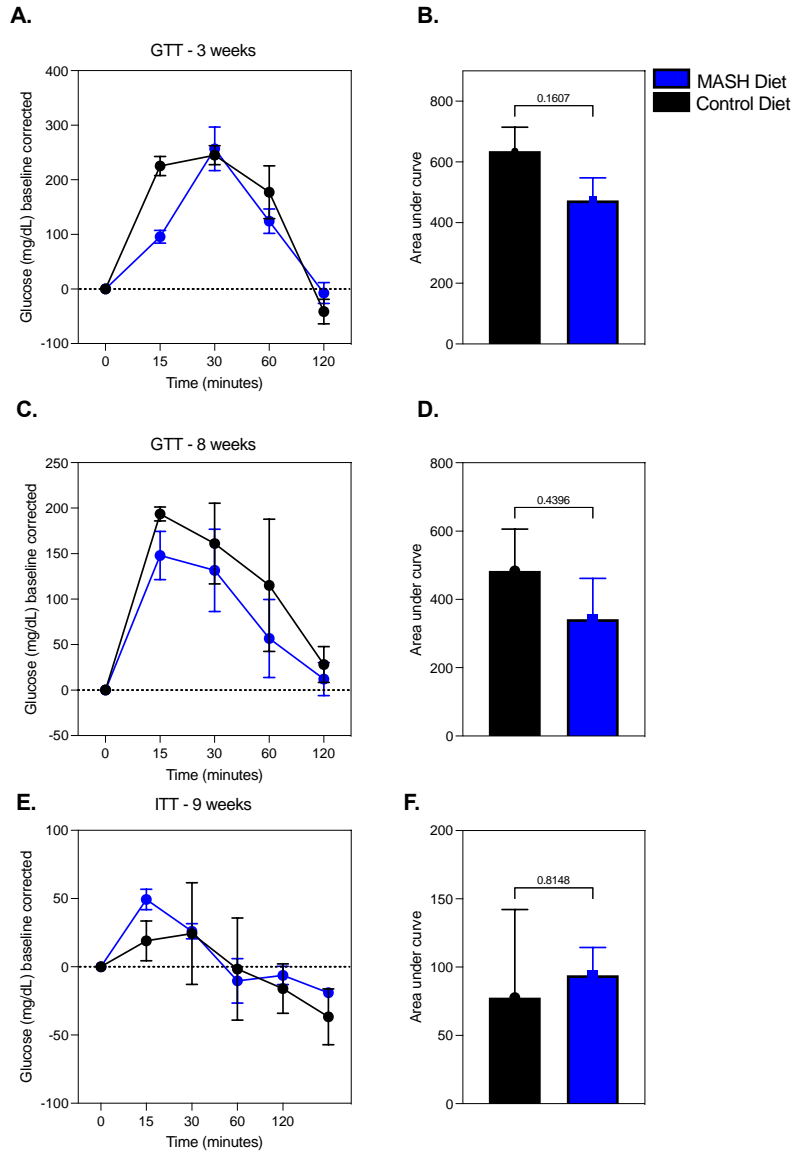 A.
B.
GTT - 3 weeks
Glucose (mg/dL) baseline corrected
400
300
200
100
0
-100
0 15 30 60 120
Time (minutes)
Area under curve
800
600
400
200
0
0.1607
MASH Diet
Control Diet
C.
D.
GTT - 8 weeks
Glucose (mg/dL) baseline corrected
250
200
150
100
50
0
-50
0 15 30 60 120
Time (minutes)
Area under curve
800
600
400
200
0
0.4396
E.
F.
ITT - 9 weeks
Glucose (mg/dL) baseline corrected
100
50
0
-50
-100
0 15 30 60 120
Time (minutes)
Area under curve
200
150
100
50
0
0.8148